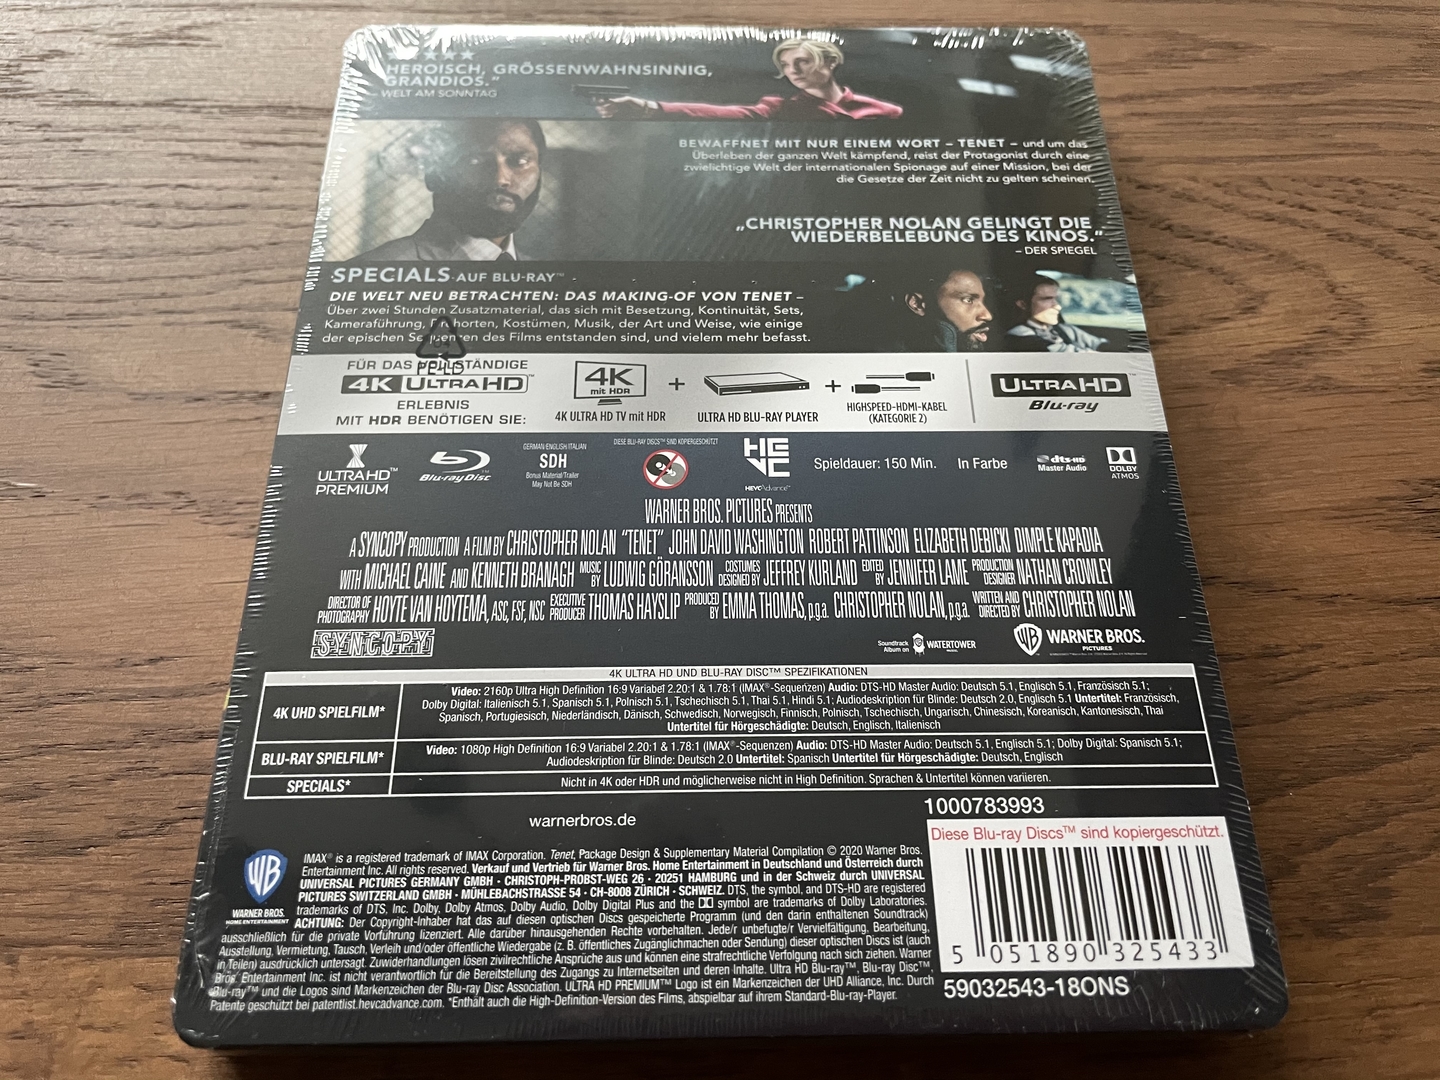 HEROISCH, GRÖSSENWAHNSINNIG,
GRANDIOS."
– WELT AM SONNTAG
BEWAFFNET MIT NUR EINEM WORT – TENET – und um das
Überleben der ganzen Welt kämpfend, reist der Protagonist durch eine
zwielichtige Welt der internationalen Spionage auf einer Mission, bei der
die Gesetze der Zeit nicht zu gelten scheinen.
„CHRISTOPHER NOLAN GELINGT DIE
WIEDERBELEBUNG DES KINOS."
– DER SPIEGEL
SPECIALS AUF BLU-RAY™
DIE WELT NEU BETRACHTEN: DAS MAKING-OF VON TENET –
Über zwei Stunden Zusatzmaterial, das sich mit Besetzung, Kontinuität, Sets,
Kameraführung, Drehorten, Kostümen, Musik, der Art und Weise, wie einige
der epischen Sequenzen des Films entstanden sind, und vielem mehr befasst.
FÜR DAS VOLLSTÄNDIGE
4K ULTRA HD™
ERLEBNIS
MIT HDR BENÖTIGEN SIE:
4K
mit HDR
4K ULTRA HD TV mit HDR
+
ULTRA HD BLU-RAY PLAYER
+
HIGHSPEED-HDMI-KABEL
(KATEGORIE 2)
ULTRA HD™
Blu-ray
ULTRA HD™
PREMIUM
Blu-ray Disc™
GERMAN/ENGLISH/ITALIAN
SDH
Bonus Material/Trailer
May Not Be SDH
DIESE BLU-RAY DISCS™ SIND KOPIERGESCHÜTZT
HEVC
HEVCAdvance™
Spieldauer: 150 Min.
In Farbe
dts-HD
Master Audio
DOLBY
ATMOS
WARNER BROS. PICTURES PRESENTS
A SYNCOPY PRODUCTION A FILM BY CHRISTOPHER NOLAN "TENET" JOHN DAVID WASHINGTON ROBERT PATTINSON ELIZABETH DEBICKI DIMPLE KAPADIA
WITH MICHAEL CAINE AND KENNETH BRANAGH MUSIC BY LUDWIG GÖRANSSON COSTUMES DESIGNED BY JEFFREY KURLAND EDITED BY JENNIFER LAME PRODUCTION DESIGNER NATHAN CROWLEY
DIRECTOR OF PHOTOGRAPHY HOYTE VAN HOYTEMA, ASC, FSF, NSC EXECUTIVE PRODUCER THOMAS HAYSLIP PRODUCED BY EMMA THOMAS, p.g.a. CHRISTOPHER NOLAN, p.g.a. WRITTEN AND DIRECTED BY CHRISTOPHER NOLAN
SYNCOPY
Soundtrack
Album on
WATERTOWER
WARNER BROS.
PICTURES
4K ULTRA HD UND BLU-RAY DISC™ SPEZIFIKATIONEN
4K UHD SPIELFILM*
Video: 2160p Ultra High Definition 16:9 Variabel 2.20:1 & 1.78:1 (IMAX®-Sequenzen) Audio: DTS-HD Master Audio: Deutsch 5.1, Englisch 5.1, Französisch 5.1;
Dolby Digital: Italienisch 5.1, Spanisch 5.1, Polnisch 5.1, Tschechisch 5.1, Thai 5.1, Hindi 5.1; Audiodeskription für Blinde: Deutsch 2.0, Englisch 5.1 Untertitel: Französisch,
Spanisch, Portugiesisch, Niederländisch, Dänisch, Schwedisch, Norwegisch, Finnisch, Polnisch, Tschechisch, Ungarisch, Chinesisch, Koreanisch, Kantonesisch, Thai
Untertitel für Hörgeschädigte: Deutsch, Englisch, Italienisch
BLU-RAY SPIELFILM*
Video: 1080p High Definition 16:9 Variabel 2.20:1 & 1.78:1 (IMAX®-Sequenzen) Audio: DTS-HD Master Audio: Deutsch 5.1, Englisch 5.1; Dolby Digital: Spanisch 5.1;
Audiodeskription für Blinde: Deutsch 2.0 Untertitel: Spanisch Untertitel für Hörgeschädigte: Deutsch, Englisch
SPECIALS*
Nicht in 4K oder HDR und möglicherweise nicht in High Definition. Sprachen & Untertitel können variieren.
warnerbros.de
1000783993
Diese Blu-ray Discs™ sind kopiergeschützt.
WB
WARNER BROS.
HOME ENTERTAINMENT
IMAX® is a registered trademark of IMAX Corporation. Tenet, Package Design & Supplementary Material Compilation © 2020 Warner Bros.
Entertainment Inc. All rights reserved. Verkauf und Vertrieb für Warner Bros. Home Entertainment in Deutschland und Österreich durch
UNIVERSAL PICTURES GERMANY GMBH · CHRISTOPH-PROBST-WEG 26 · 20251 HAMBURG und in der Schweiz durch UNIVERSAL
PICTURES SWITZERLAND GMBH · MÜHLEBACHSTRASSE 54 · CH-8008 ZÜRICH · SCHWEIZ. DTS, the symbol, and DTS-HD are registered
trademarks of DTS, Inc. Dolby, Dolby Atmos, Dolby Audio, Dolby Digital Plus and the symbol are trademarks of Dolby Laboratories.
ACHTUNG: Der Copyright-Inhaber hat das auf diesen optischen Discs gespeicherte Programm (und den darin enthaltenen Soundtrack)
ausschließlich für die private Vorführung lizenziert. Alle darüber hinausgehenden Rechte vorbehalten. Jede/r unbefugte/r Vervielfältigung, Bearbeitung,
Ausstellung, Vermietung, Tausch, Verleih und/oder öffentliche Wiedergabe (z. B. öffentliches Zugänglichmachen oder Sendung) dieser optischen Discs ist (auch
in Teilen) ausdrücklich untersagt. Zuwiderhandlungen lösen zivilrechtliche Ansprüche aus und können eine strafrechtliche Verfolgung nach sich ziehen. Warner
Bros. Entertainment Inc. ist nicht verantwortlich für die Bereitstellung des Zugangs zu Internetseiten und deren Inhalte. Ultra HD Blu-ray™, Blu-ray Disc™,
Blu-ray™ und die Logos sind Markenzeichen der Blu-ray Disc Association. ULTRA HD PREMIUM™ Logo ist ein Markenzeichen der UHD Alliance, Inc. Durch
Patente geschützt bei patentlist.hevcadvance.com. *Enthält auch die High-Definition-Version des Films, abspielbar auf ihrem Standard-Blu-ray-Player.
5 051890 325433
59032543-18ONS